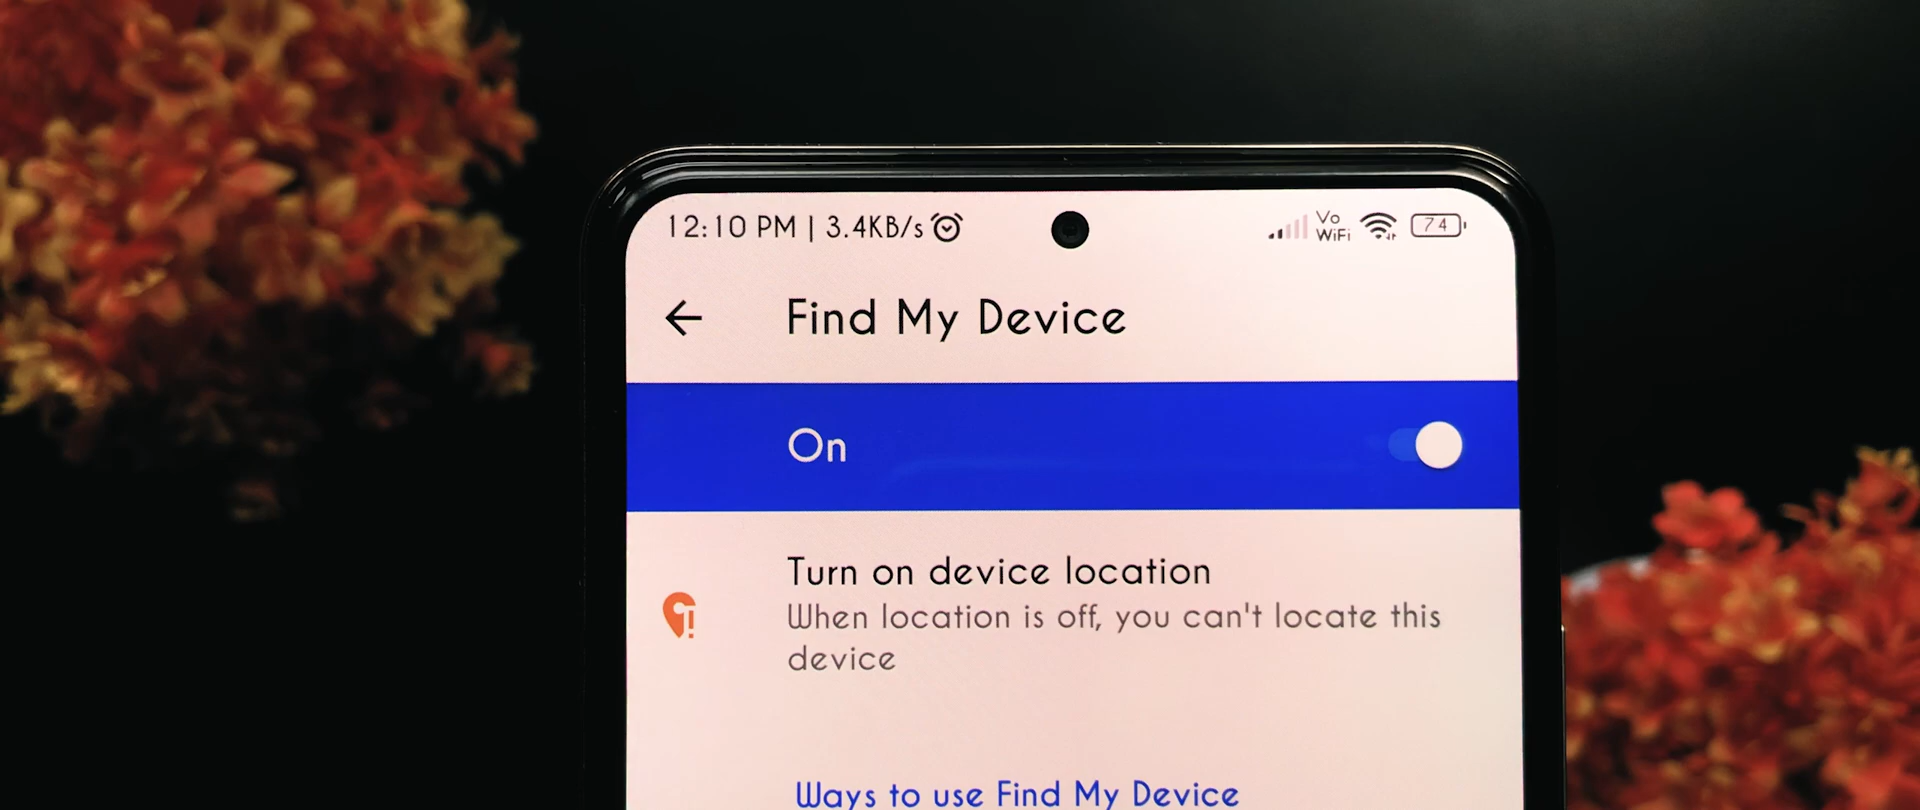 12:10 PM | 3.4KB/s Vo WiFi 74
Find My Device
On
Turn on device location
When location is off, you can't locate this
device
Ways to use Find My Device